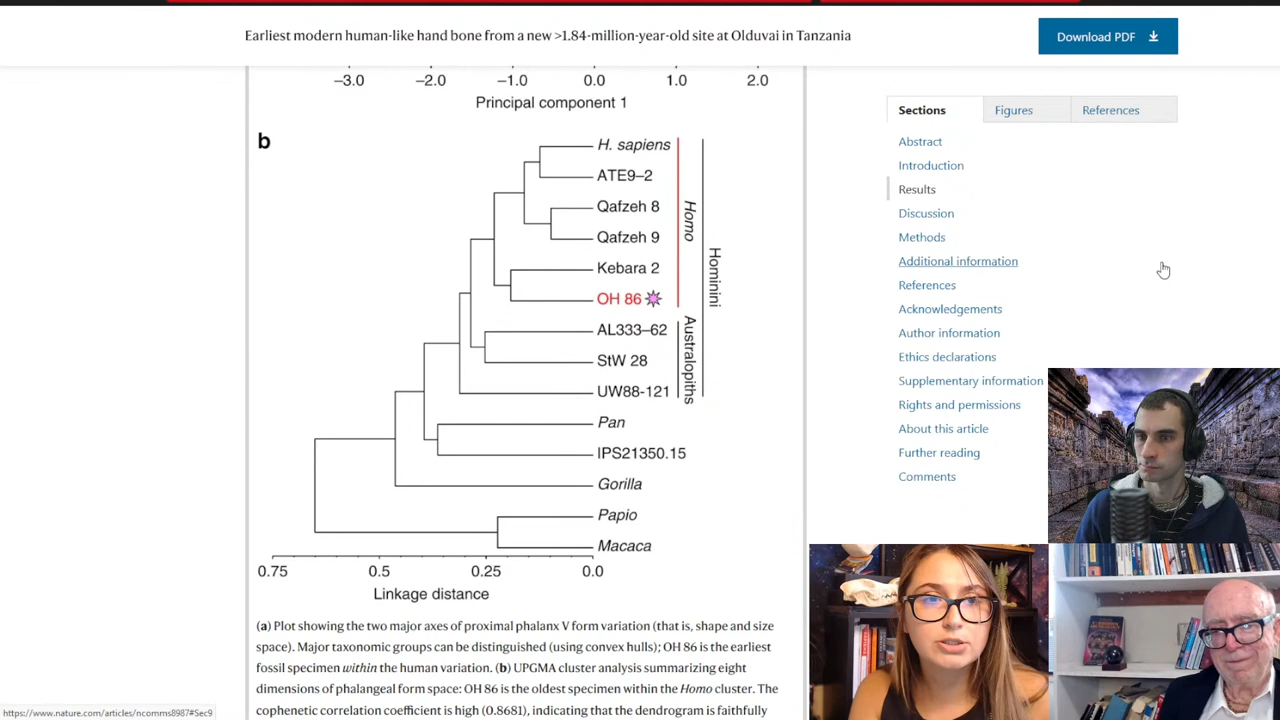 Earliest modern human-like hand bone from a new >1.84-million-year-old site at Olduvai in Tanzania
Download PDF
−3.0 −2.0 −1.0 0.0 1.0 2.0
Principal component 1
b
H. sapiens
ATE9–2
Qafzeh 8
Qafzeh 9
Kebara 2
OH 86
AL333–62
StW 28
UW88-121
Pan
IPS21350.15
Gorilla
Papio
Macaca
Homo
Australopiths
Hominini
0.75 0.5 0.25 0.0
Linkage distance
(a) Plot showing the two major axes of proximal phalanx V form variation (that is, shape and size
space). Major taxonomic groups can be distinguished (using convex hulls); OH 86 is the earliest
fossil specimen within the human variation. (b) UPGMA cluster analysis summarizing eight
dimensions of phalangeal form space: OH 86 is the oldest specimen within the Homo cluster. The
cophenetic correlation coefficient is high (0.8681), indicating that the dendrogram is faithfully
Sections Figures References
Abstract
Introduction
Results
Discussion
Methods
Additional information
References
Acknowledgements
Author information
Ethics declarations
Supplementary information
Rights and permissions
About this article
Further reading
Comments
https://www.nature.com/articles/ncomms8987#Sec9